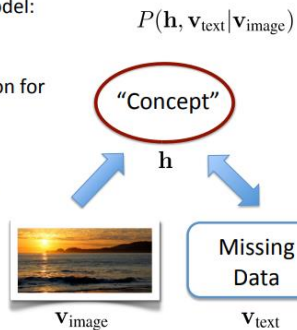 odel:
P(h, v_text|v_image)
on for
“Concept”
h
Missing
Data
v_image
v_text